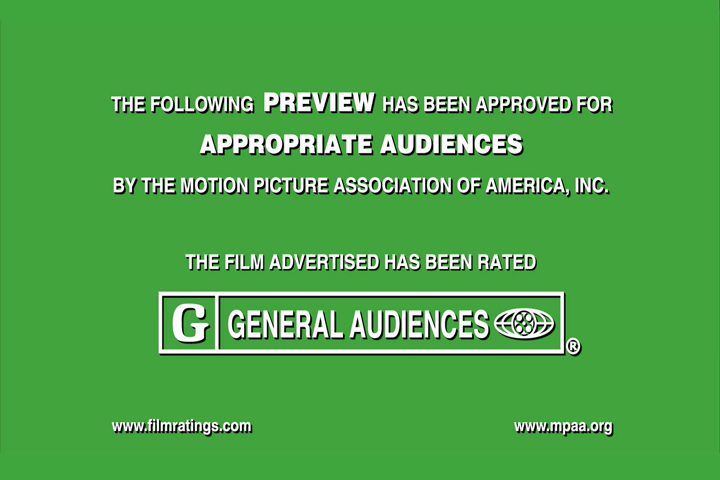 THE FOLLOWING PREVIEW HAS BEEN APPROVED FOR
APPROPRIATE AUDIENCES
BY THE MOTION PICTURE ASSOCIATION OF AMERICA, INC.
THE FILM ADVERTISED HAS BEEN RATED
G GENERAL AUDIENCES ®
www.filmratings.com www.mpaa.org